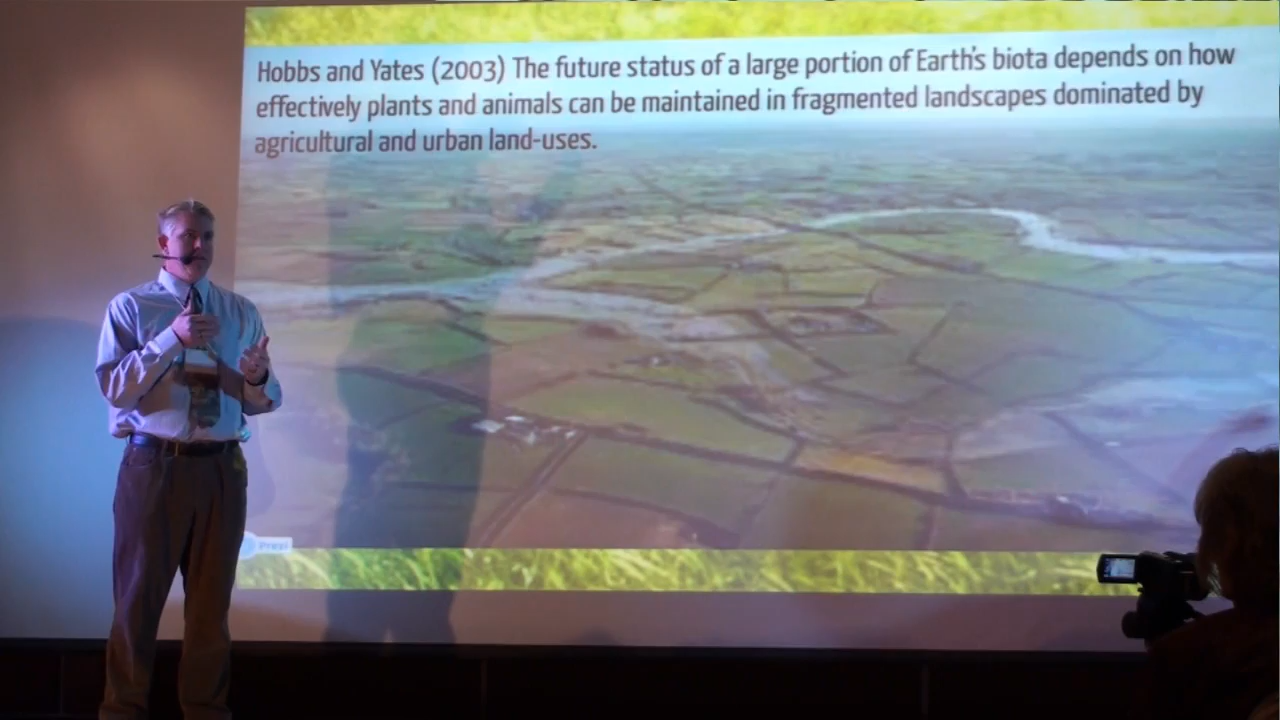 Hobbs and Yates (2003) The future status of a large portion of Earth's biota depends on how
effectively plants and animals can be maintained in fragmented landscapes dominated by
agricultural and urban land-uses.
Prezi